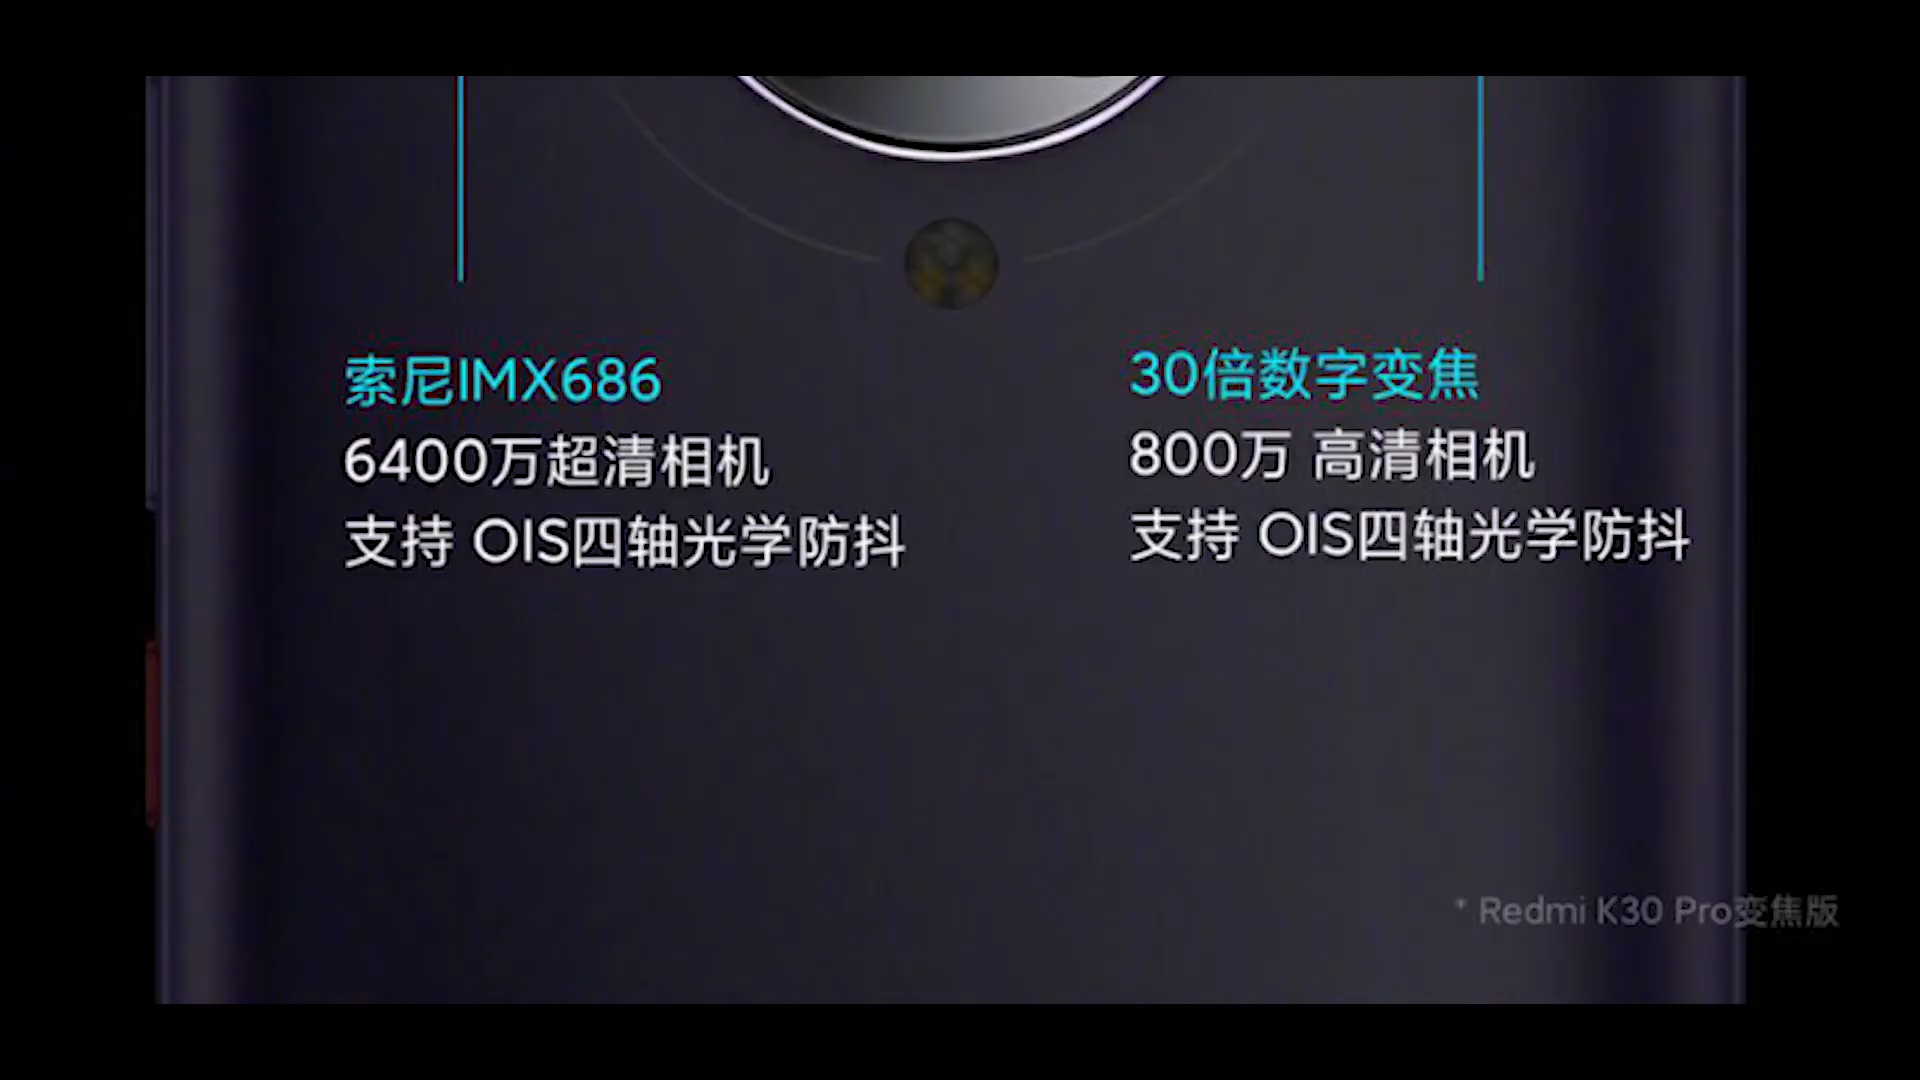 索尼IMX686
6400万超清相机
支持 OIS四轴光学防抖
30倍数字变焦
800万 高清相机
支持 OIS四轴光学防抖
* Redmi K30 Pro变焦版